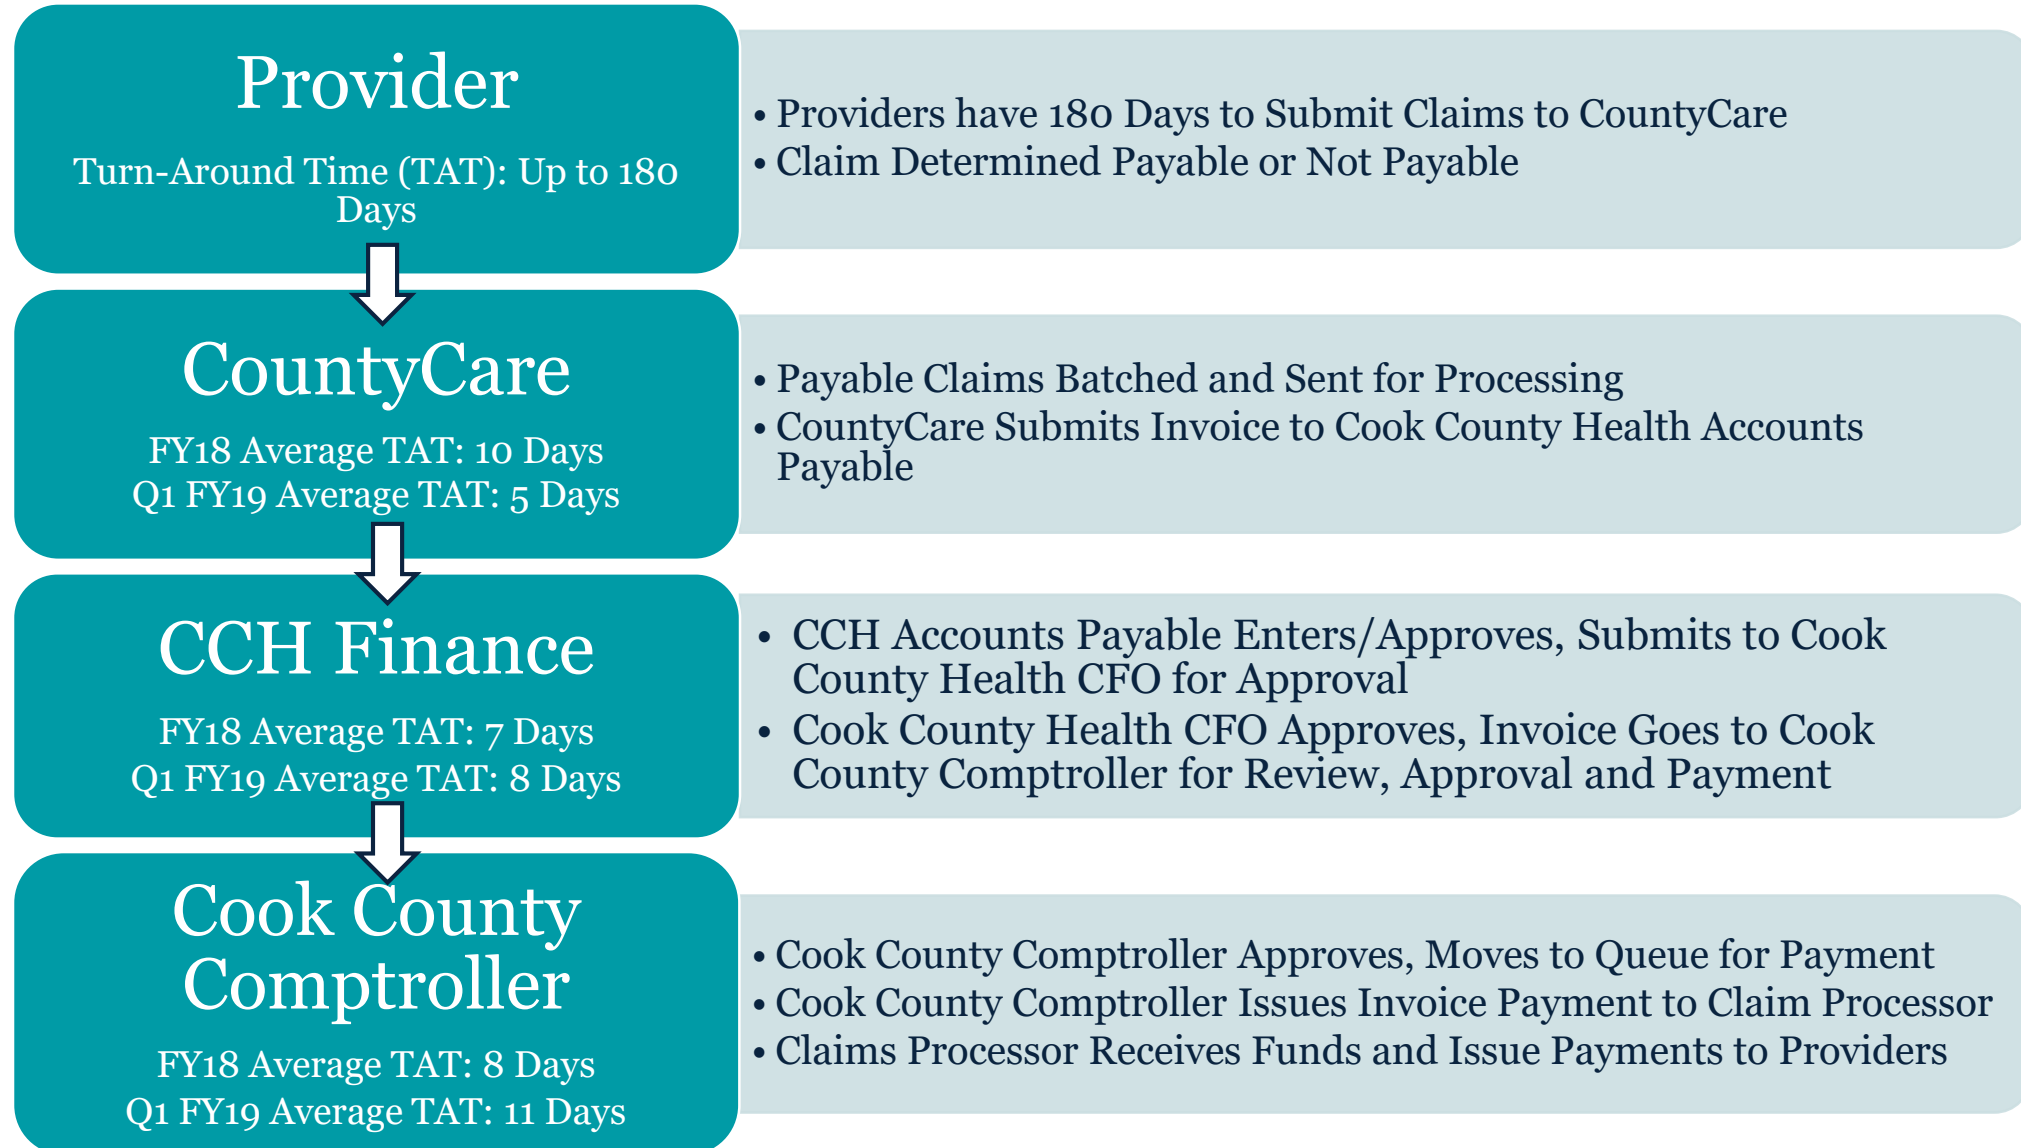 Provider
Turn-Around Time (TAT): Up to 180
Days
• Providers have 180 Days to Submit Claims to CountyCare
• Claim Determined Payable or Not Payable
CountyCare
FY18 Average TAT: 10 Days
Q1 FY19 Average TAT: 5 Days
• Payable Claims Batched and Sent for Processing
• CountyCare Submits Invoice to Cook County Health Accounts
Payable
CCH Finance
FY18 Average TAT: 7 Days
Q1 FY19 Average TAT: 8 Days
• CCH Accounts Payable Enters/Approves, Submits to Cook
County Health CFO for Approval
• Cook County Health CFO Approves, Invoice Goes to Cook
County Comptroller for Review, Approval and Payment
Cook County
Comptroller
FY18 Average TAT: 8 Days
Q1 FY19 Average TAT: 11 Days
• Cook County Comptroller Approves, Moves to Queue for Payment
• Cook County Comptroller Issues Invoice Payment to Claim Processor
• Claims Processor Receives Funds and Issue Payments to Providers